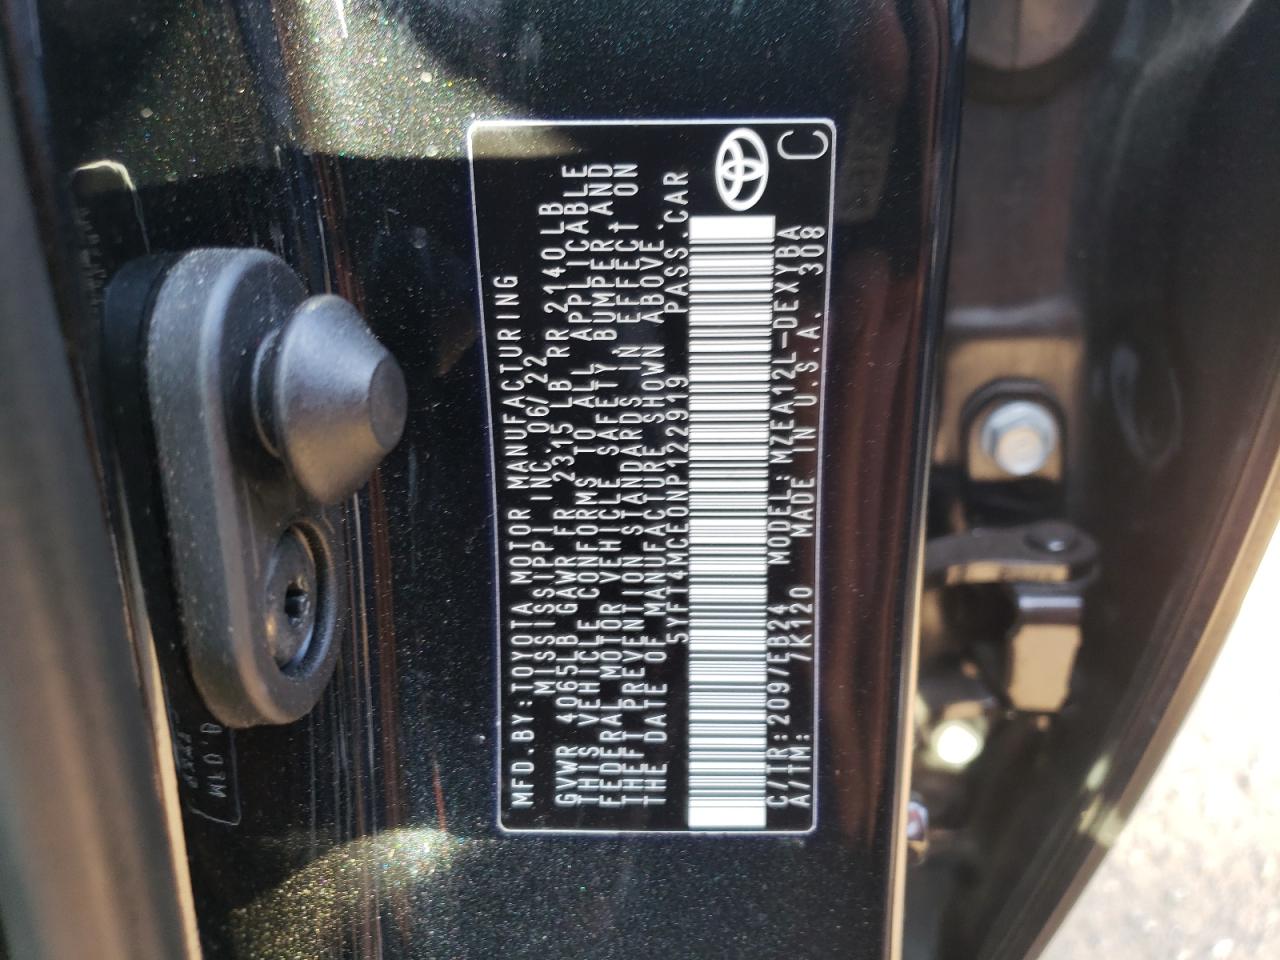 MFD.BY:TOYOTA MOTOR MANUFACTURING
MISSISSIPPI INC. 06/22
GVWR 4065LB GAWR FR 2315 LB RR 2140LB
THIS VEHICLE CONFORMS TO ALL APPLICABLE
FEDERAL MOTOR VEHICLE SAFETY BUMPER AND
THEFT PREVENTION STANDARDS IN EFFECT ON
THE DATE OF MANUFACTURE SHOWN ABOVE.
5YFT4MCE0NP122919 PASS.CAR
C/TR:209/EB24 MODEL:MZEA12L-DEXYBA
A/TM: /K120 MADE IN U.S.A. 308
C